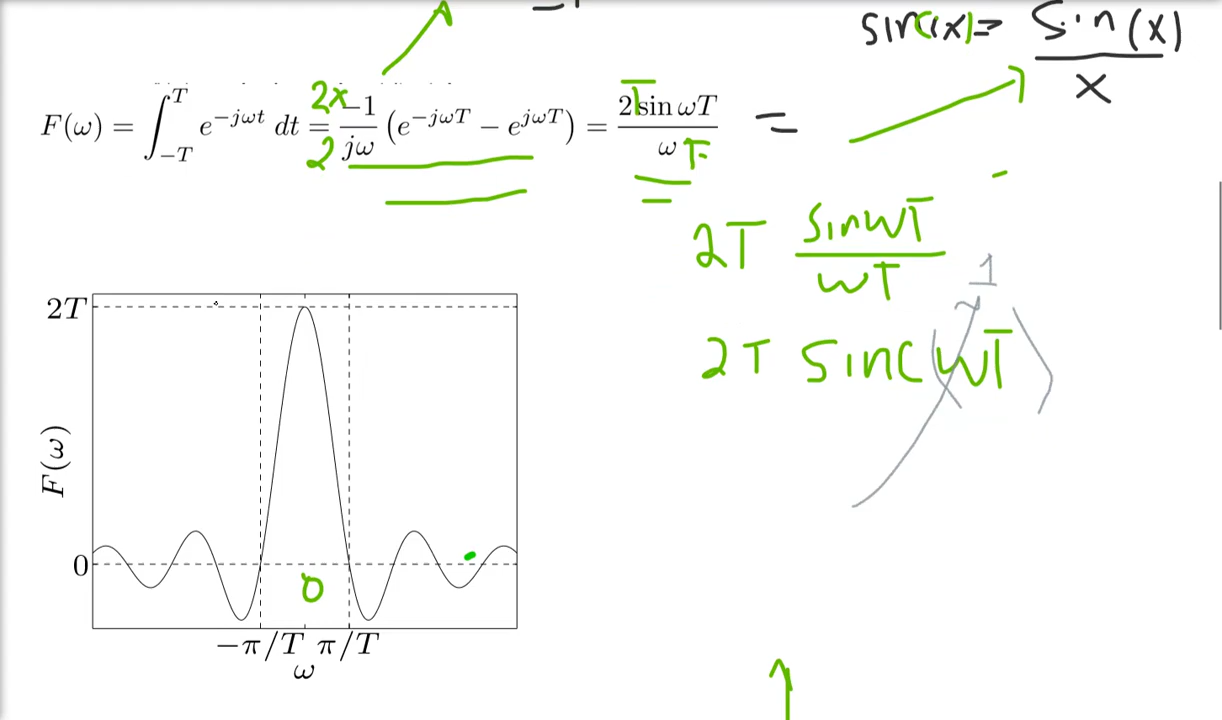 sinc(x) = sin(x) / x
F(ω) = ∫_{-T}^{T} e^{-jωt} dt = -1/jω (e^{-jωT} - e^{jωT}) = 2 sin ωT / ω =
2x
2
T
T
2T sinωT / ωT
1
2T sinc(ωT)
2T
F(ω)
0
0
-π/T π/T
ω